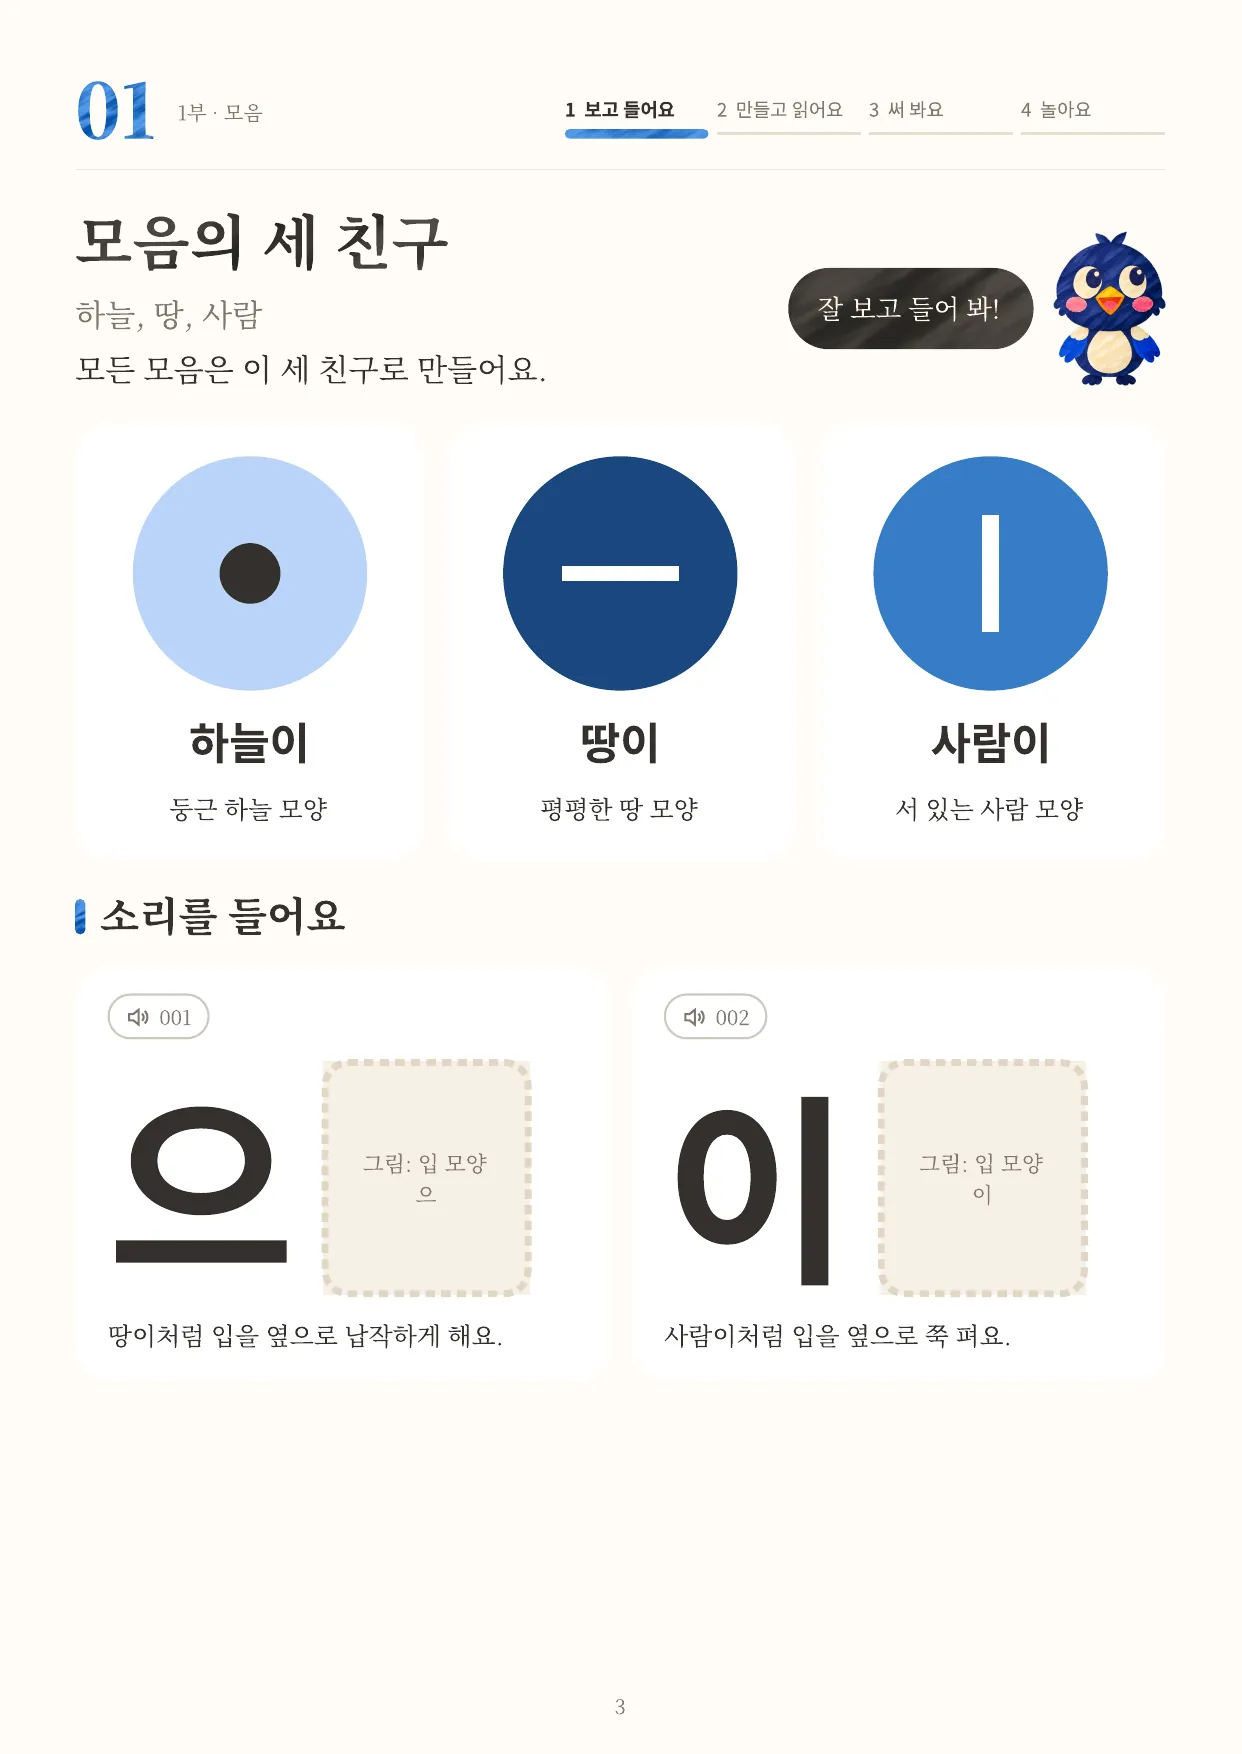 01
1부 · 모음
1 보고 들어요
2 만들고 읽어요
3 써 봐요
4 놀아요
모음의 세 친구
하늘, 땅, 사람
모든 모음은 이 세 친구로 만들어요.
잘 보고 들어 봐!
하늘이
둥근 하늘 모양
땅이
평평한 땅 모양
사람이
서 있는 사람 모양
소리를 들어요
001
으
그림: 입 모양
으
땅이처럼 입을 옆으로 납작하게 해요.
002
이
그림: 입 모양
이
사람이처럼 입을 옆으로 쭉 펴요.
3